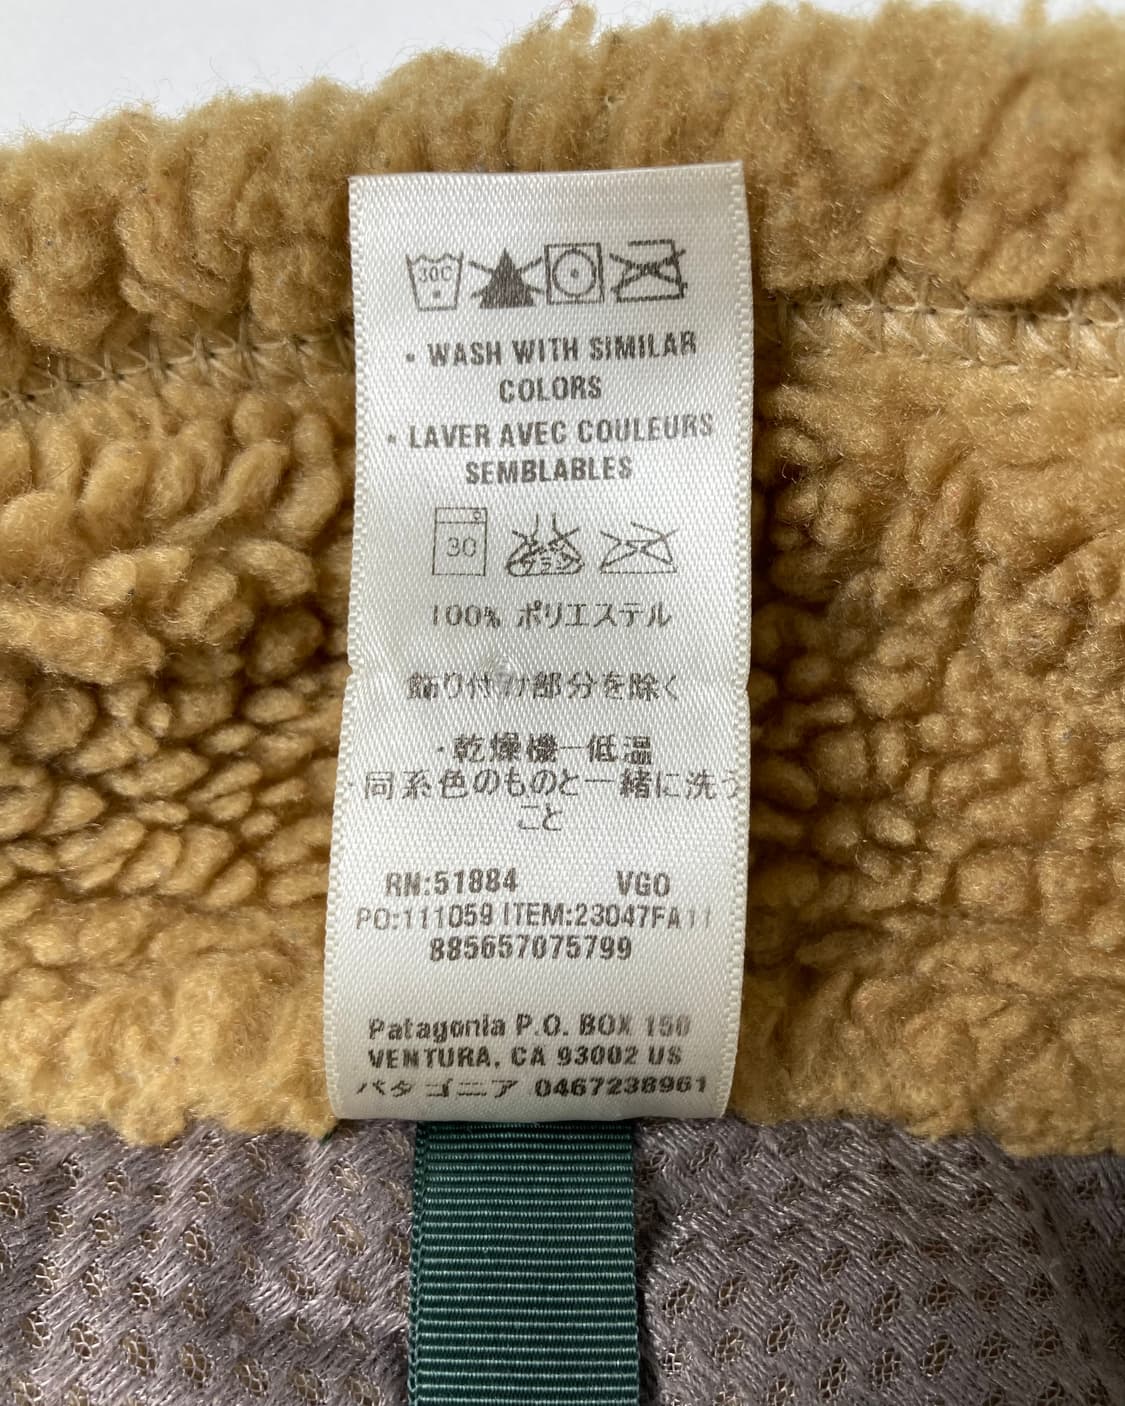 30C
• WASH WITH SIMILAR
COLORS
• LAVER AVEC COULEURS
SEMBLABLES
30
100% ポリエステル
飾り付け部分を除く
・乾燥機ー低温
同系色のものと一緒に洗う
こと
RN:51884 VGO
PO:111059 ITEM:23047FA11
885657075799
Patagonia P.O. BOX 150
VENTURA, CA 93002 US
パタゴニア 0467238961